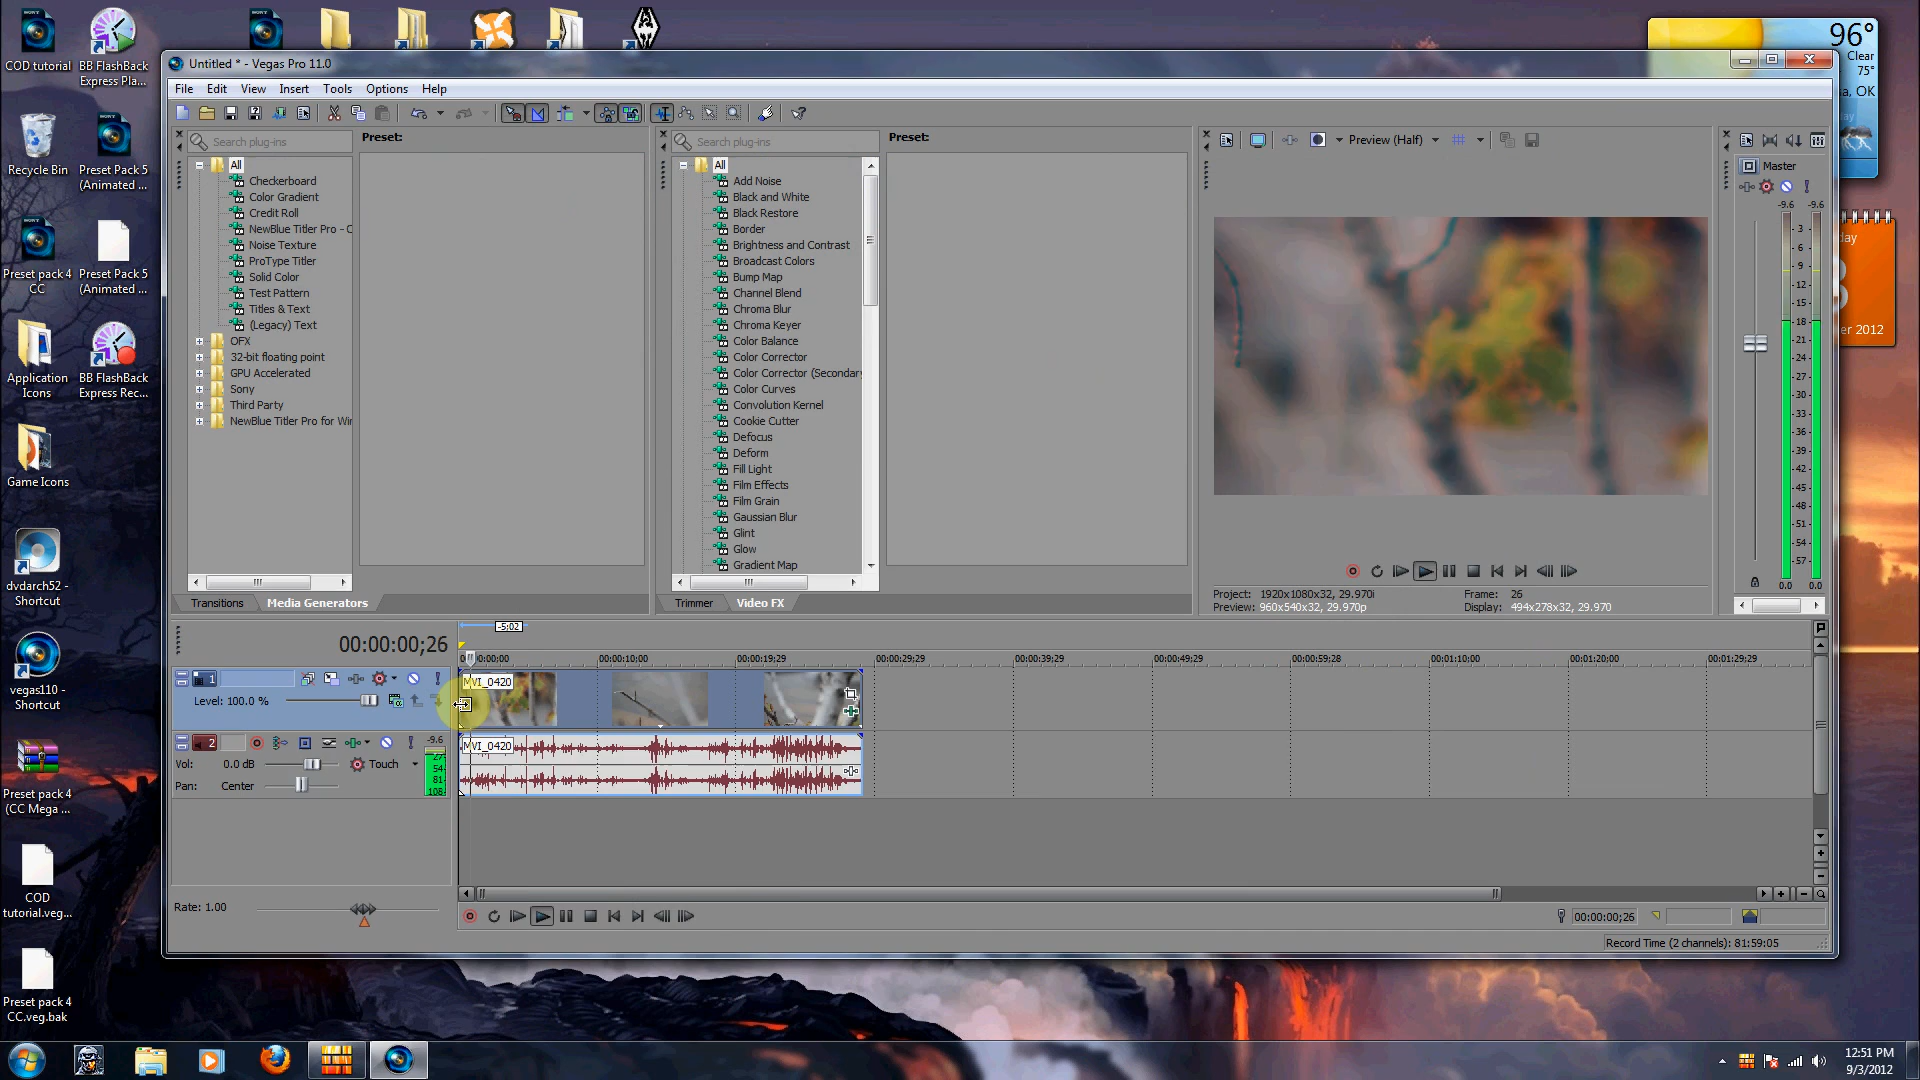 COD tutorial
BB FlashBack
Express Pla...
Recycle Bin
Preset Pack 5
(Animated ...
Preset pack 4
CC
Preset Pack 5
(Animated ...
Application
Icons
BB FlashBack
Express Rec...
Game Icons
dvdarch52 -
Shortcut
vegas110 -
Shortcut
Preset pack 4
(CC Mega ...
COD
tutorial.veg...
Preset pack 4
CC.veg.bak
96°
Clear
75°
a, OK
day
er 2012
Untitled * - Vegas Pro 11.0
File Edit View Insert Tools Options Help
Search plug-ins
Preset:
All
Checkerboard
Color Gradient
Credit Roll
NewBlue Titler Pro - C
Noise Texture
ProType Titler
Solid Color
Test Pattern
Titles & Text
(Legacy) Text
OFX
32-bit floating point
GPU Accelerated
Sony
Third Party
NewBlue Titler Pro for Wir
Transitions
Media Generators
Search plug-ins
Preset:
All
Add Noise
Black and White
Black Restore
Border
Brightness and Contrast
Broadcast Colors
Bump Map
Channel Blend
Chroma Blur
Chroma Keyer
Color Balance
Color Corrector
Color Corrector (Secondary
Color Curves
Convolution Kernel
Cookie Cutter
Defocus
Deform
Fill Light
Film Effects
Film Grain
Gaussian Blur
Glint
Glow
Gradient Map
Trimmer
Video FX
Preview (Half)
Project: 1920x1080x32, 29.970i
Frame: 26
Preview: 960x540x32, 29.970p
Display: 494x278x32, 29.970
Master
-9.6 -9.6
- 3 -
- 6 -
- 9 -
- 12 -
- 15 -
- 18 -
- 21 -
- 24 -
- 27 -
- 30 -
- 33 -
- 36 -
- 39 -
- 42 -
- 45 -
- 48 -
- 51 -
- 54 -
- 57 -
0.0 0.0
00:00:00;26
-5:02
00:00:10;00
00:00:19;29
00:00:29;29
00:00:39;29
00:00:49;29
00:00:59;28
00:01:10;00
00:01:20;00
00:01:29;29
1
Level: 100.0 %
MVI_0420
2
-9.6
Vol: 0.0 dB
Touch
27-
54-
81-
108-
Pan: Center
MVI_0420
Rate: 1.00
00:00:00;26
Record Time (2 channels): 81:59:05
12:51 PM
9/3/2012